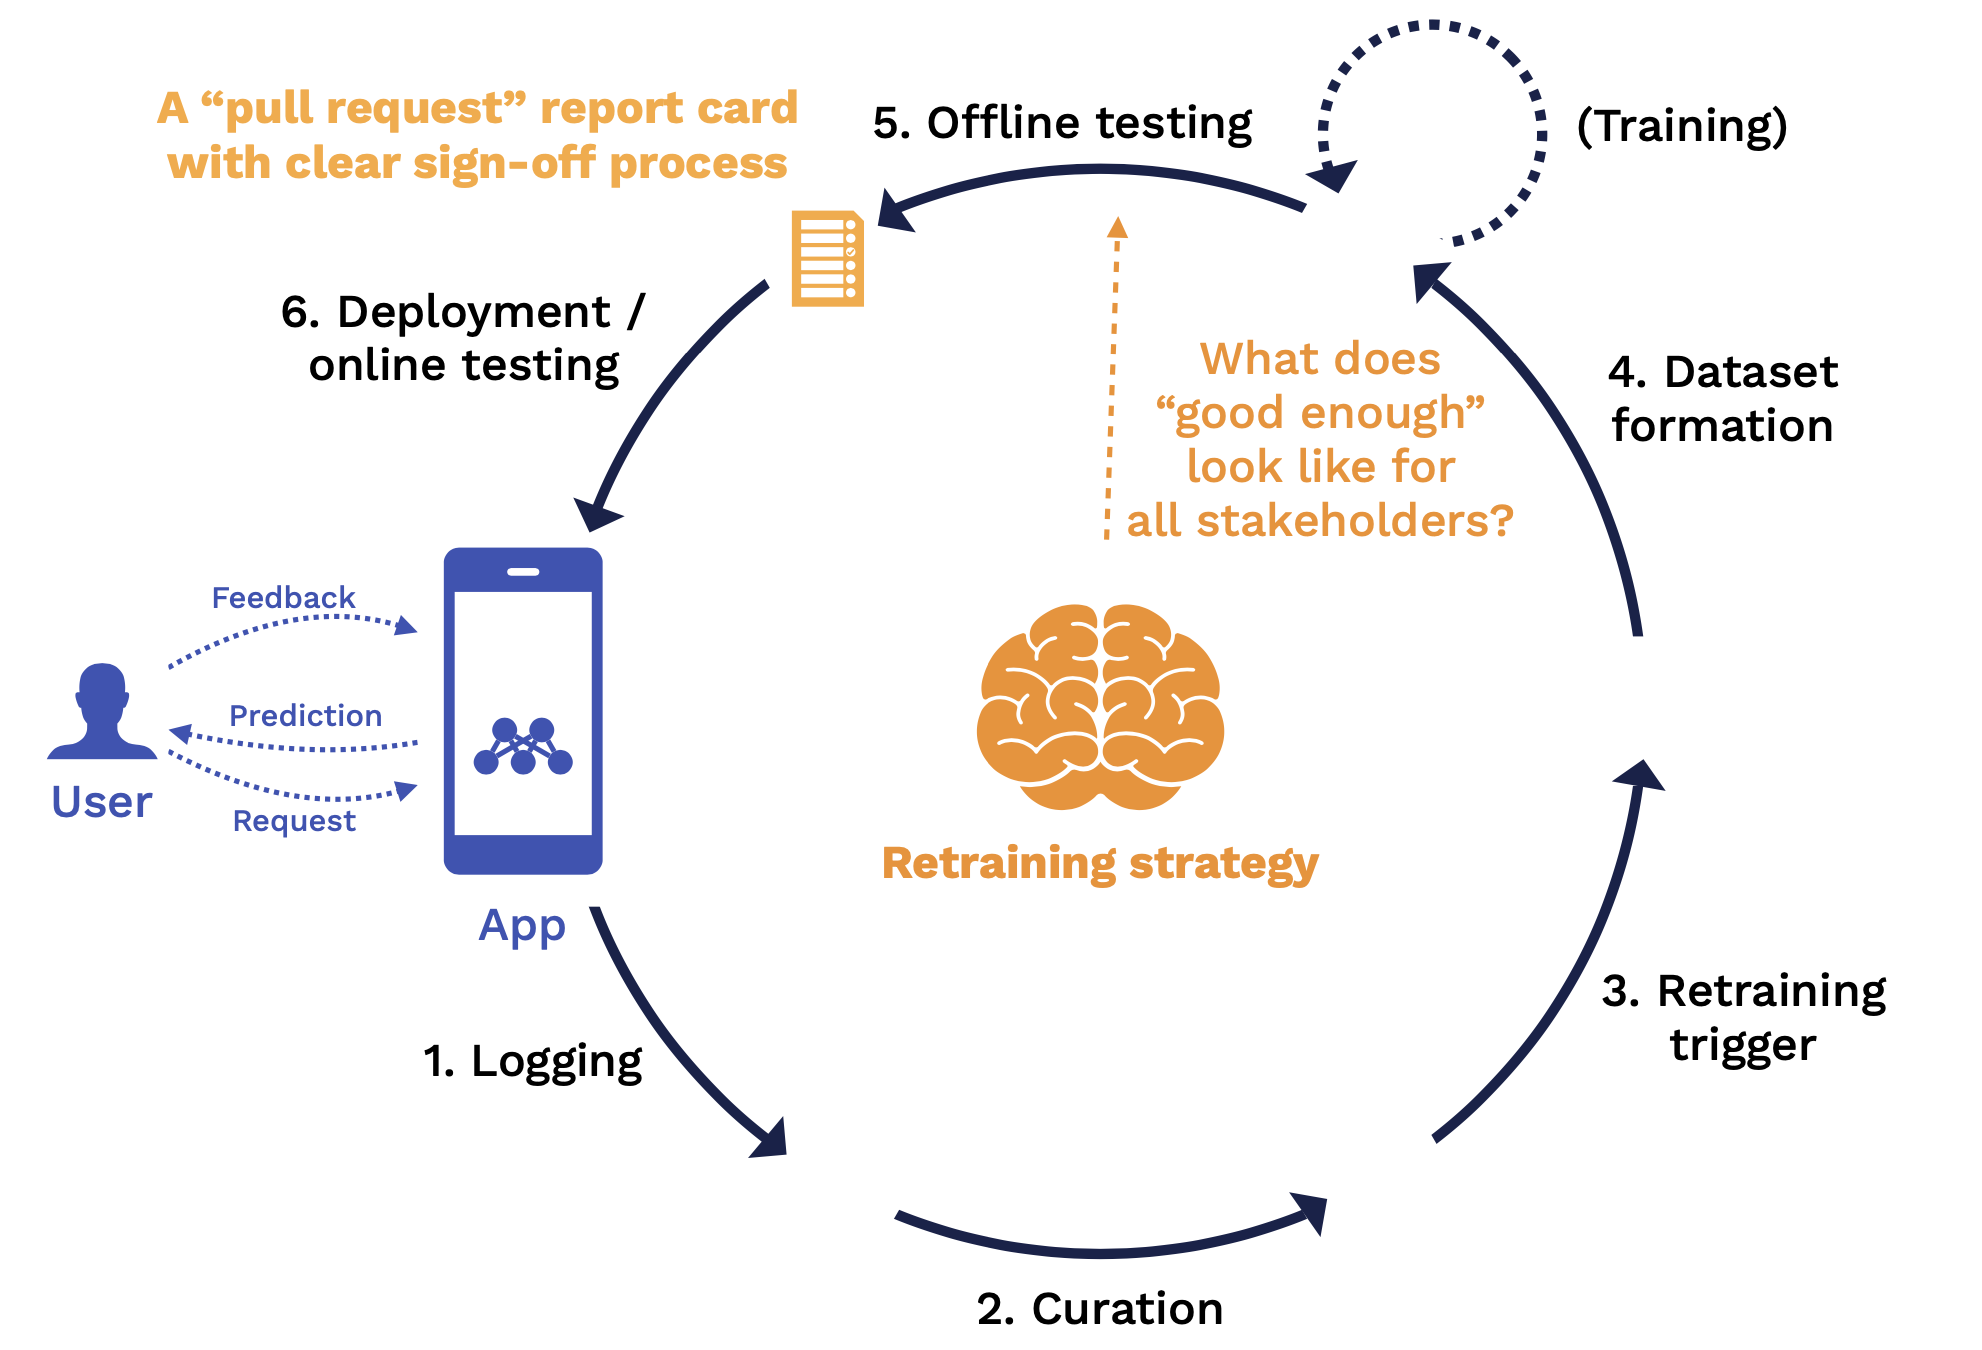 A “pull request” report card
with clear sign-off process
5. Offline testing
(Training)
6. Deployment /
online testing
What does
“good enough”
look like for
all stakeholders?
4. Dataset
formation
Feedback
Prediction
Request
User
App
Retraining strategy
3. Retraining
trigger
1. Logging
2. Curation